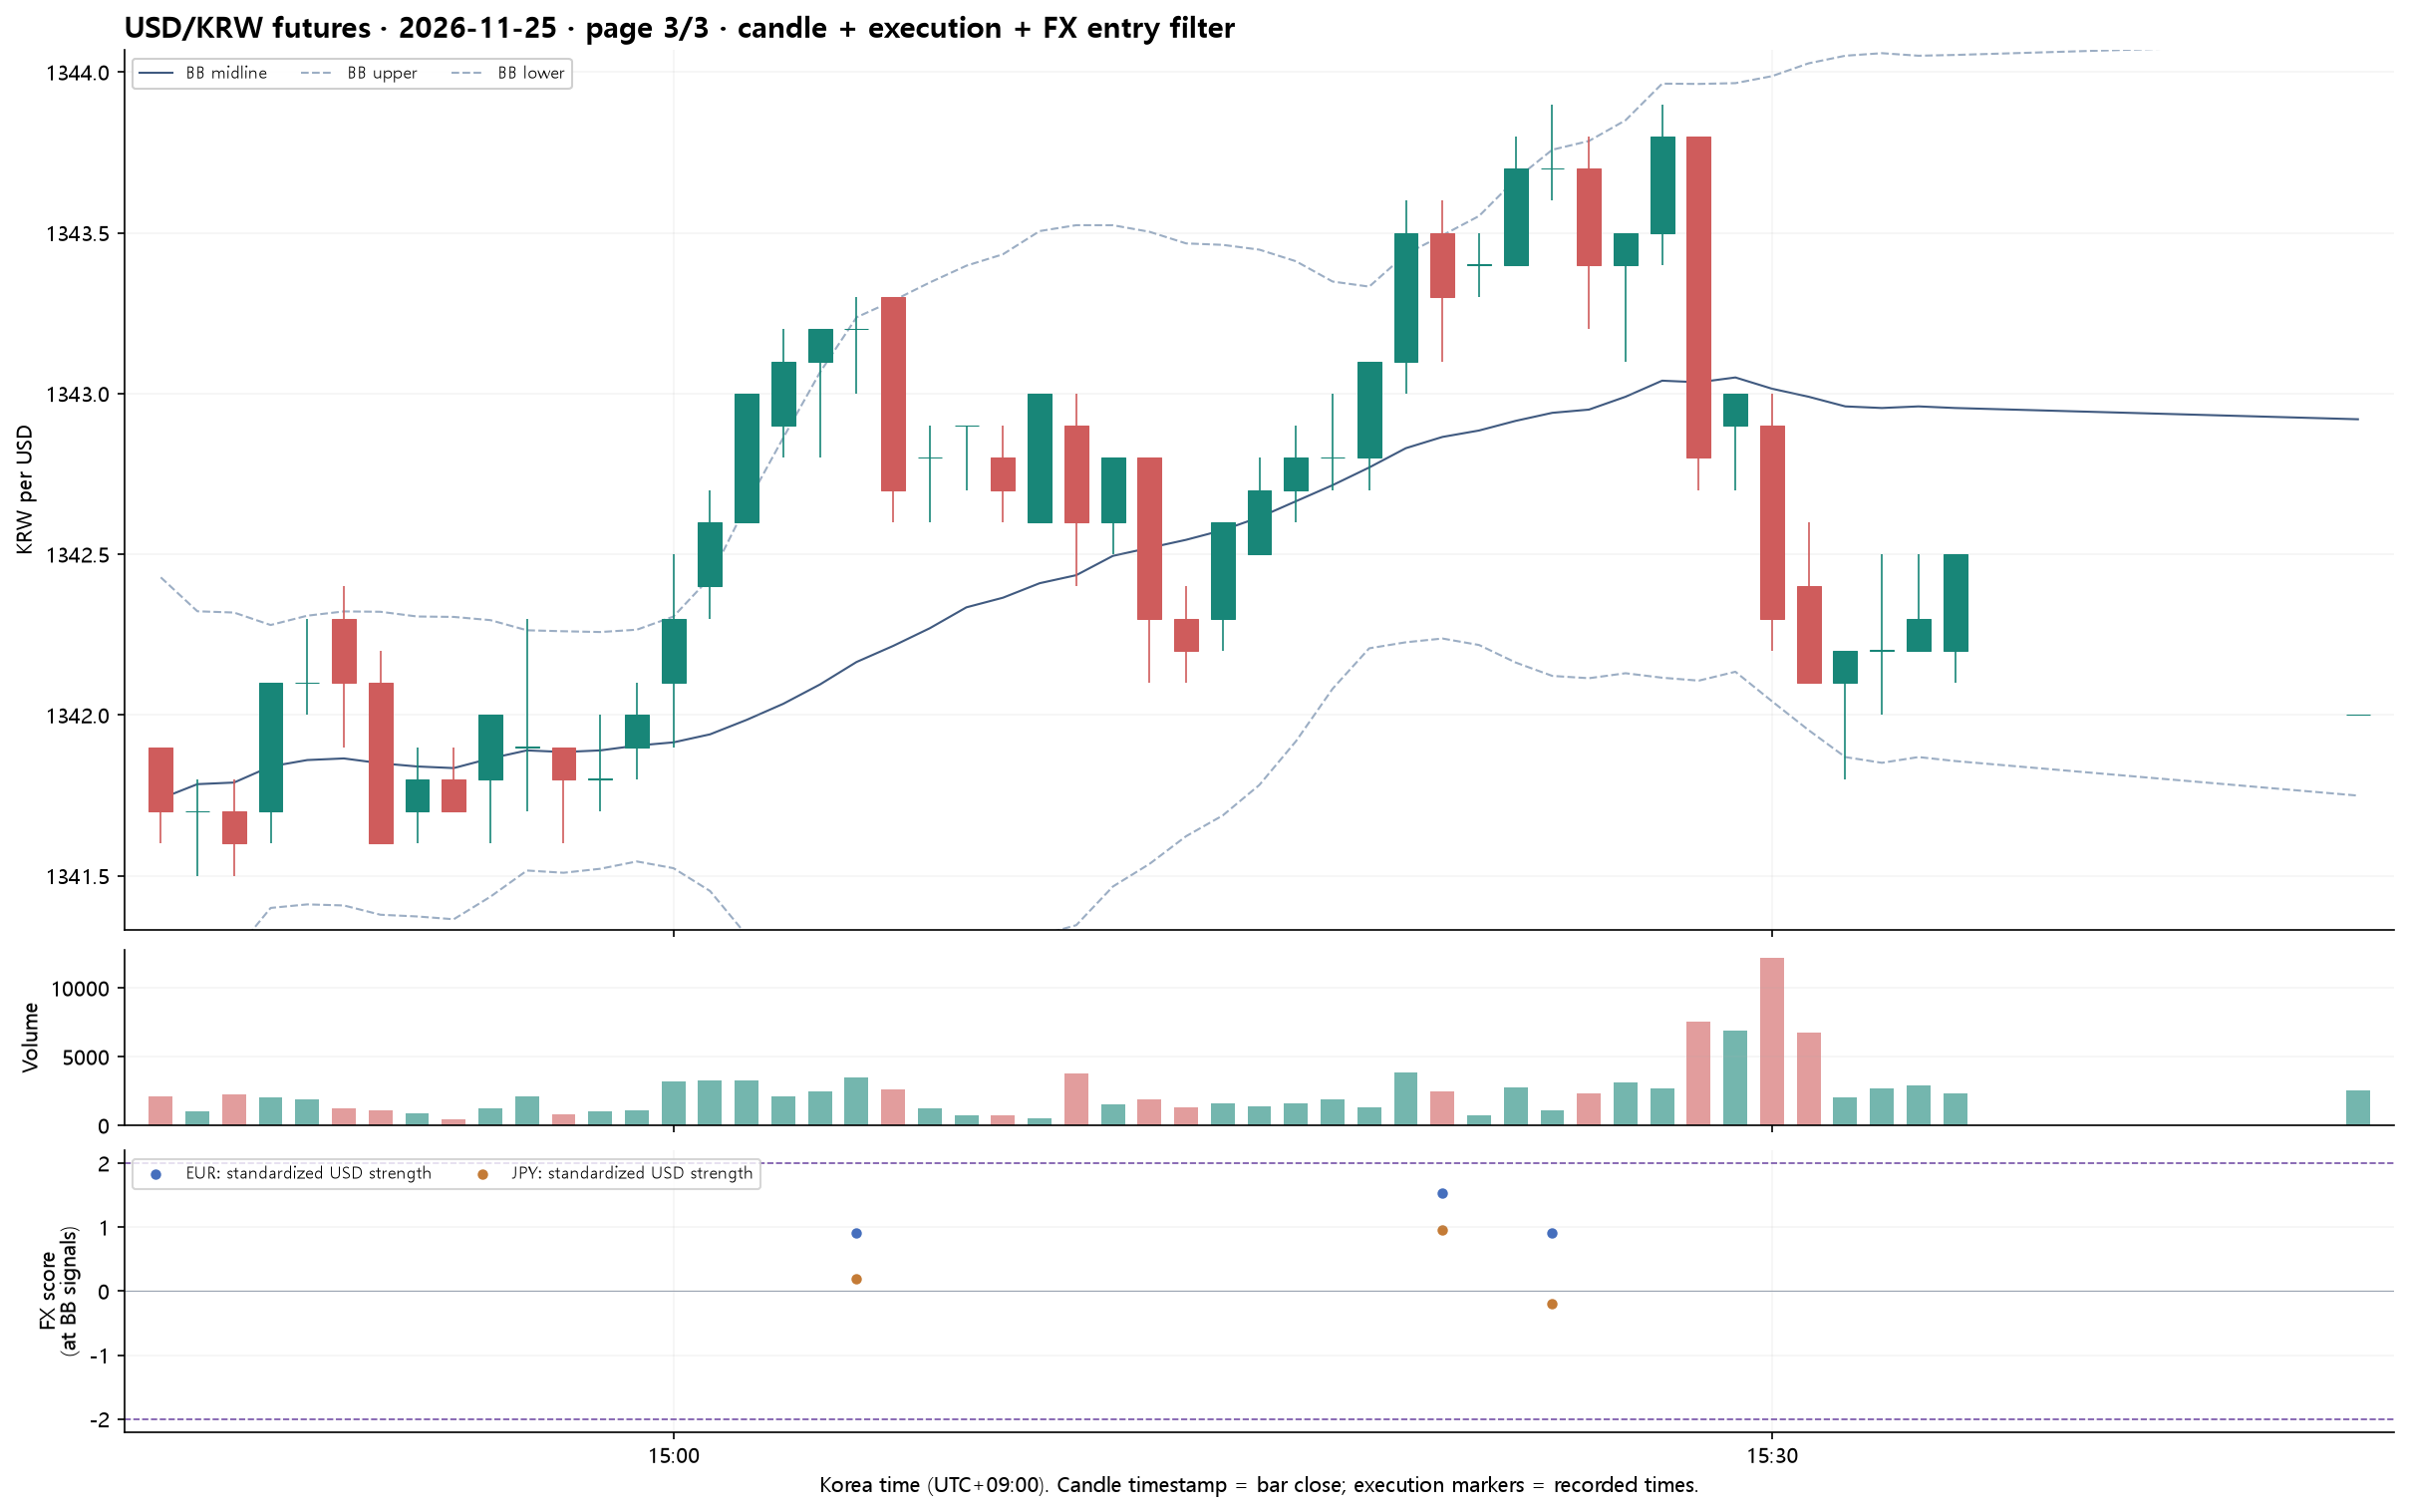 USD/KRW futures · 2026-11-25 · page 3/3 · candle + execution + FX entry filter
BB midline BB upper BB lower
KRW per USD
1344.0
1343.5
1343.0
1342.5
1342.0
1341.5
Volume
10000
5000
0
EUR: standardized USD strength JPY: standardized USD strength
FX score
(at BB signals)
2
1
0
-1
-2
15:00 15:30
Korea time (UTC+09:00). Candle timestamp = bar close; execution markers = recorded times.